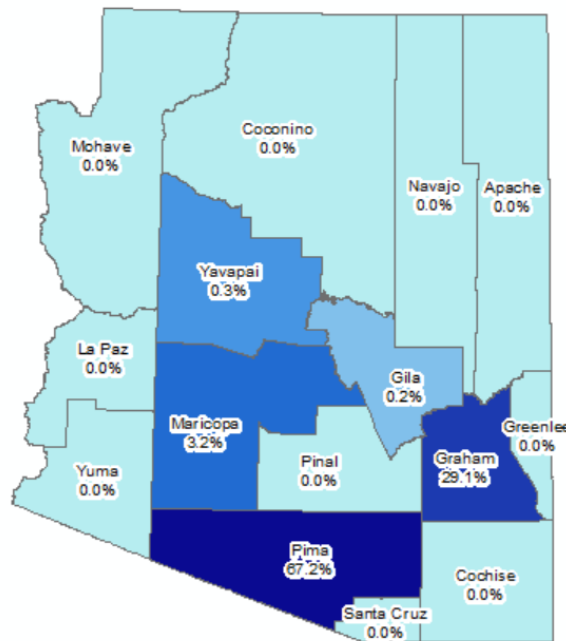 Coconino
0.0%
Mohave
0.0%
Navajo
0.0%
Apache
0.0%
Yavapai
0.3%
La Paz
0.0%
Gila
0.2%
Maricopa
3.2%
Greenlee
0.0%
Yuma
0.0%
Pinal
0.0%
Graham
29.1%
Pima
67.2%
Cochise
0.0%
Santa Cruz
0.0%